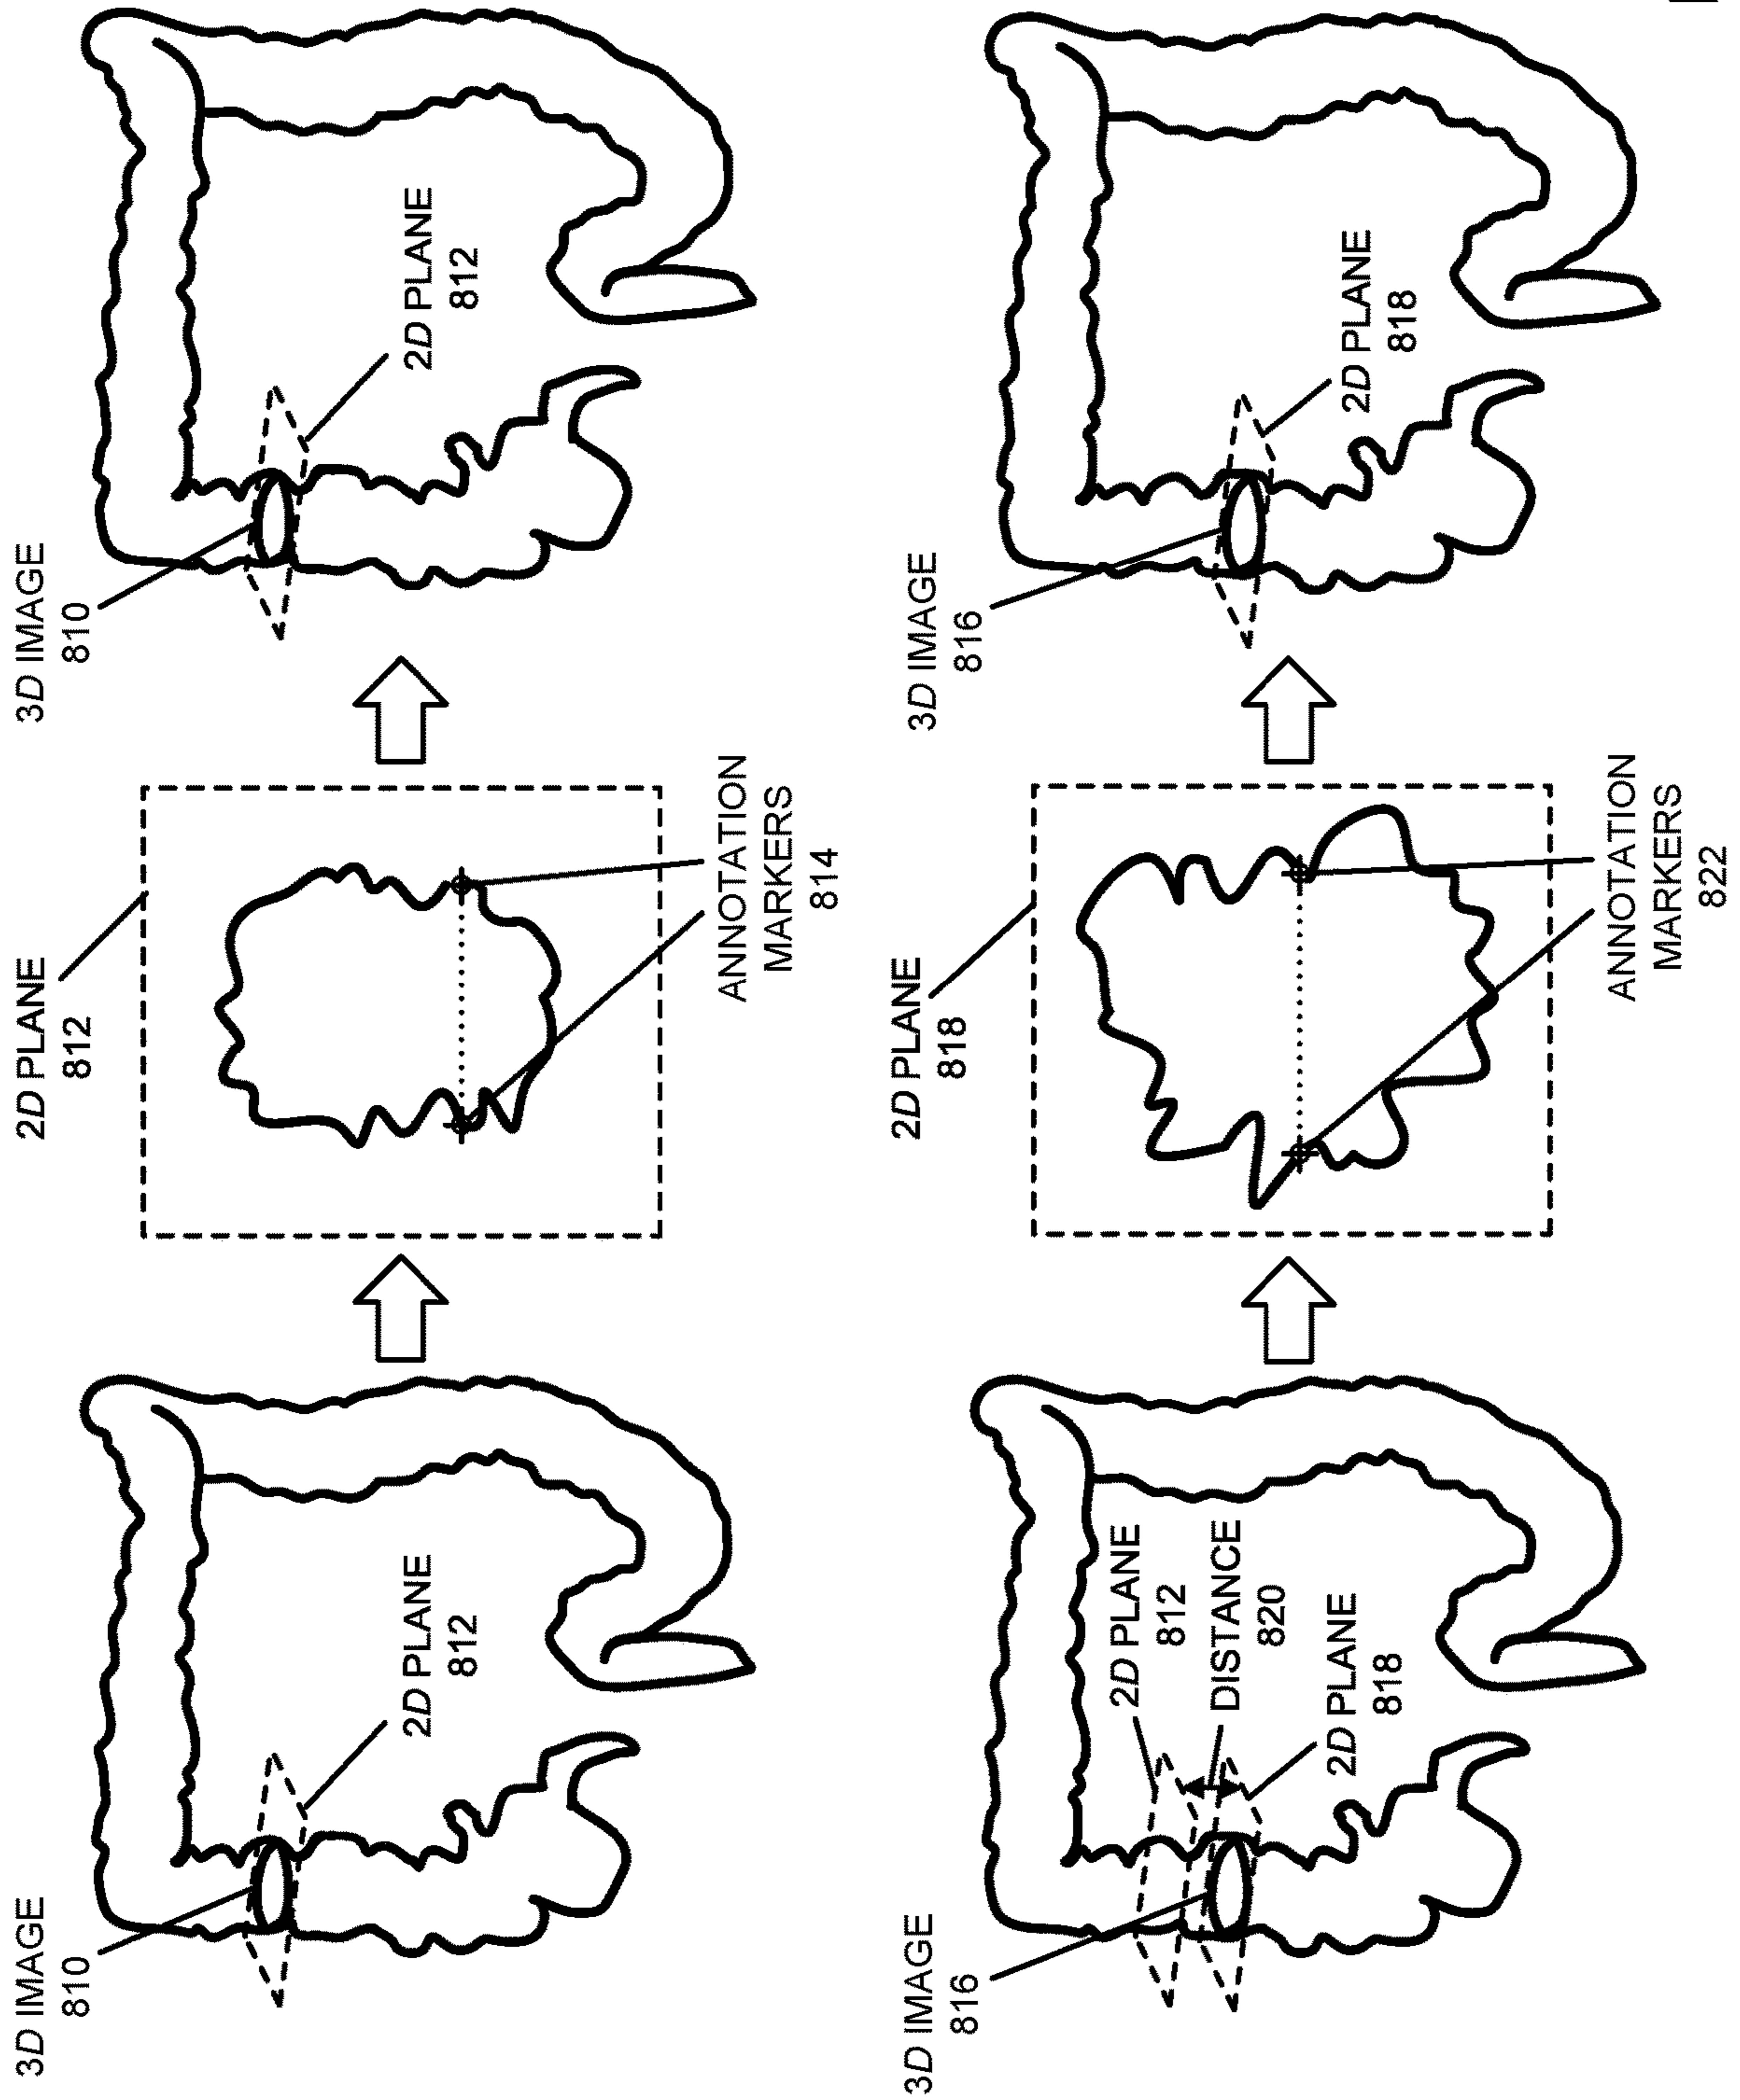 3D IMAGE
810
2D PLANE
812
2D PLANE
812
ANNOTATION
MARKERS
814
3D IMAGE
810
2D PLANE
812
3D IMAGE
816
2D PLANE
812
DISTANCE
820
2D PLANE
818
2D PLANE
818
ANNOTATION
MARKERS
822
3D IMAGE
816
2D PLANE
818